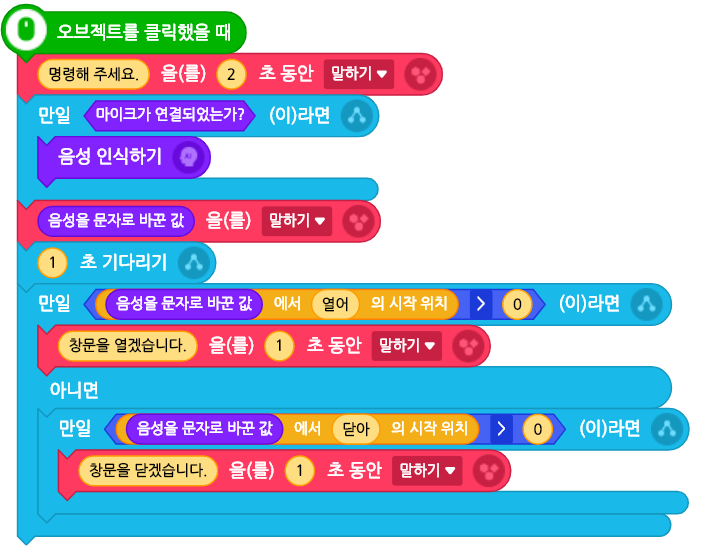 오브젝트를 클릭했을 때
명령해 주세요. 을(를) 2 초 동안 말하기
만일 마이크가 연결되었는가? (이)라면
음성 인식하기
음성을 문자로 바꾼 값 을(를) 말하기
1 초 기다리기
만일 음성을 문자로 바꾼 값 에서 열어 의 시작 위치 > 0 (이)라면
창문을 열겠습니다. 을(를) 1 초 동안 말하기
아니면
만일 음성을 문자로 바꾼 값 에서 닫아 의 시작 위치 > 0 (이)라면
창문을 닫겠습니다. 을(를) 1 초 동안 말하기